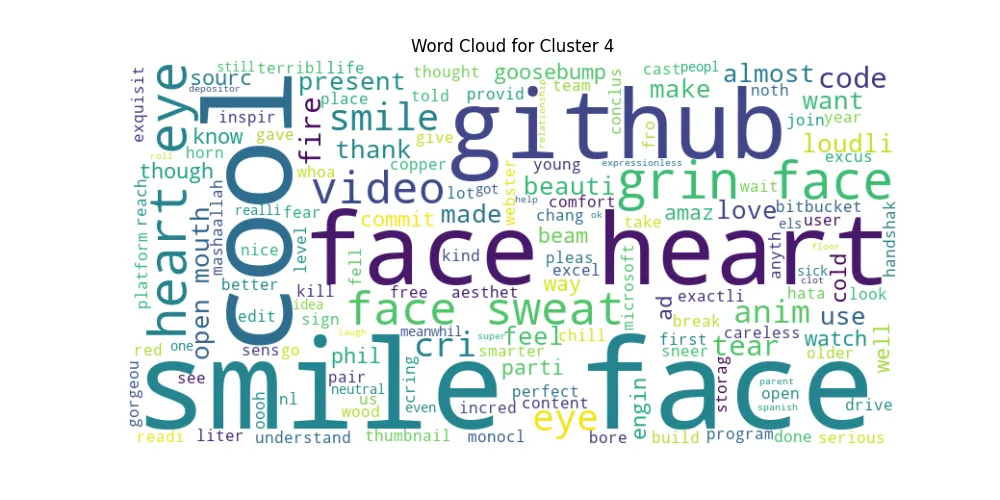 Word Cloud for Cluster 4
exquisit
heart eye
sourc
depositor
still
terribl
life
cool
present
thought
goosebump
cast
peopl
almost
code
inspir
place
told
provid
team
relationship
conclus
make
noth
want
join
year
know
gave
fire
smile
give
github
fro
loudli
roll
horn
whoa
thank
copper
young
expressionless
excus
though
video
lot
got
webster
beauti
grin face
wait
reach
mashaallah
realli
fear
commit
made
help
comfort
chang
ok
take
amaz
love
bitbucket
els
user
handshak
platform
open mouth
nice
level
face heart
beam
kind
pleas
excel
anyth
floor
sick
clot
cold
better
kill
fell
free
aesthet
way
microsoft
ad
exactli
hata
look
edit
idea
sign
face sweat
break
anim
use
laugh
meanwhil
super
feel
chill
first
careless
watch
red
one
sens
go
phil
cri
smarter
sneer
tear
older
well
gorgeou
see
oooh
nl
pair
neutral
us
cring
parti
perfect
engin
storag
parent
open
spanish
drive
smile face
wood
even
incred
content
eye
readi
liter
understand
thumbnail
monocl
bore
build
program
done
serious